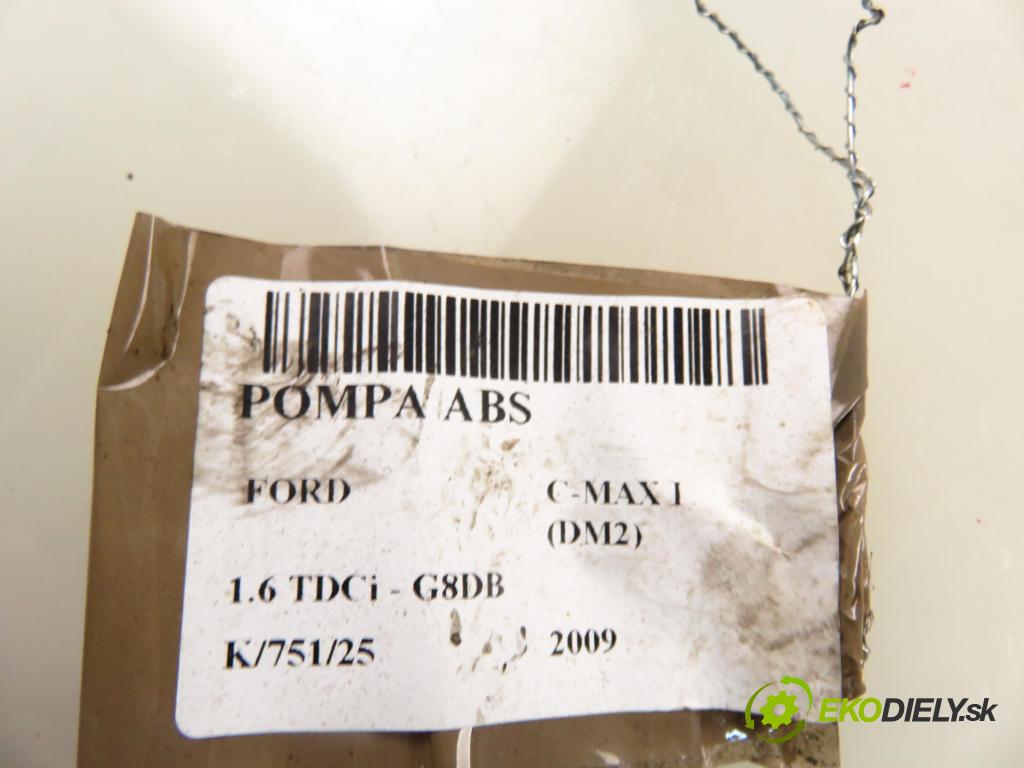 POMPA ABS
FORD C-MAX I
(DM2)
1.6 TDCi - G8DB
K/751/25 2009
EKODIELY.sk